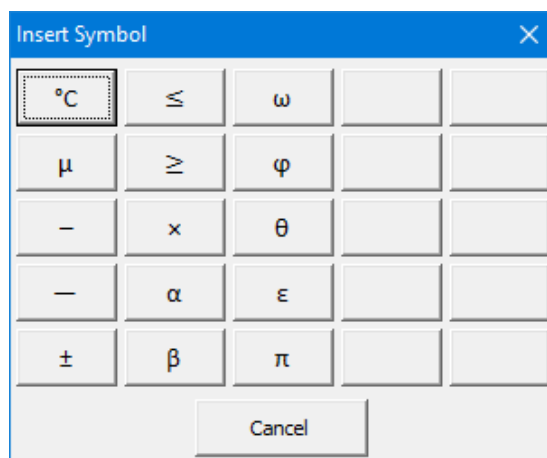 Insert Symbol
°C ≤ ω
μ ≥ φ
– × θ
— α ε
± β π
Cancel